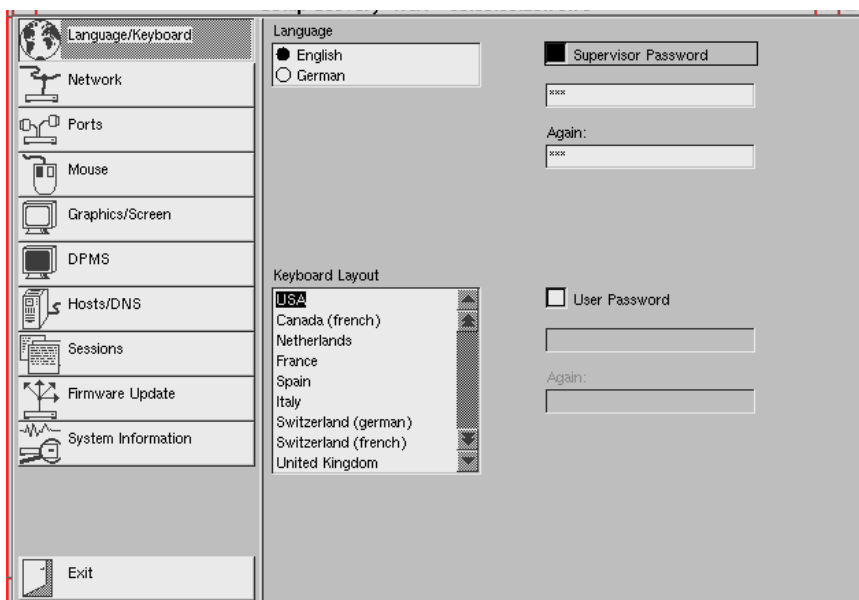 Language/Keyboard
Network
Ports
Mouse
Graphics/Screen
DPMS
Hosts/DNS
Sessions
Firmware Update
System Information
Exit
Language
English
German
Supervisor Password
***
Again:
***
Keyboard Layout
USA
Canada (french)
Netherlands
France
Spain
Italy
Switzerland (german)
Switzerland (french)
United Kingdom
User Password
Again: